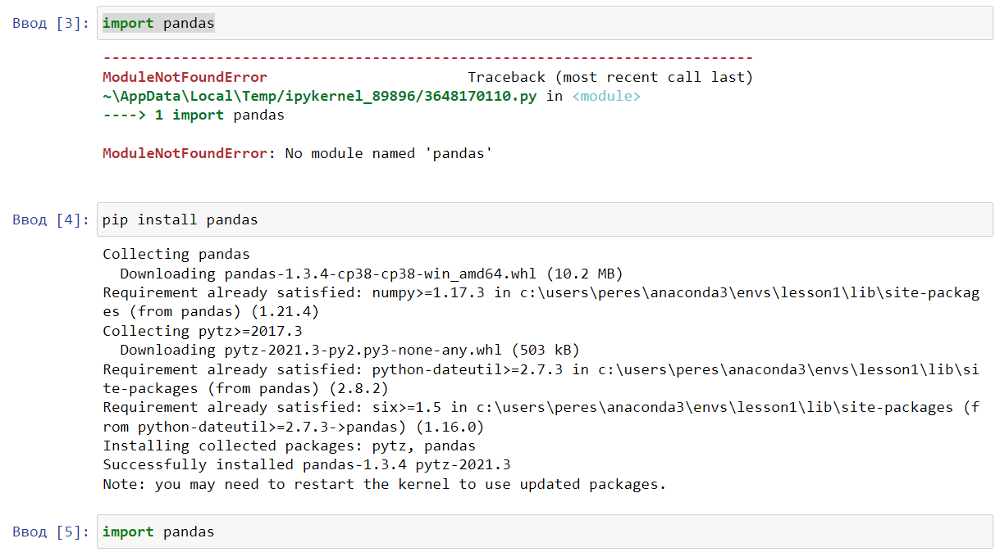 Ввод [3]: import pandas
---------------------------------------------------------------------------
ModuleNotFoundError                       Traceback (most recent call last)
~\AppData\Local\Temp/ipykernel_89896/3648170110.py in <module>
----> 1 import pandas
ModuleNotFoundError: No module named 'pandas'
Ввод [4]: pip install pandas
Collecting pandas
  Downloading pandas-1.3.4-cp38-cp38-win_amd64.whl (10.2 MB)
Requirement already satisfied: numpy>=1.17.3 in c:\users\peres\anaconda3\envs\lesson1\lib\site-packag
es (from pandas) (1.21.4)
Collecting pytz>=2017.3
  Downloading pytz-2021.3-py2.py3-none-any.whl (503 kB)
Requirement already satisfied: python-dateutil>=2.7.3 in c:\users\peres\anaconda3\envs\lesson1\lib\si
te-packages (from pandas) (2.8.2)
Requirement already satisfied: six>=1.5 in c:\users\peres\anaconda3\envs\lesson1\lib\site-packages (f
rom python-dateutil>=2.7.3->pandas) (1.16.0)
Installing collected packages: pytz, pandas
Successfully installed pandas-1.3.4 pytz-2021.3
Note: you may need to restart the kernel to use updated packages.
Ввод [5]: import pandas